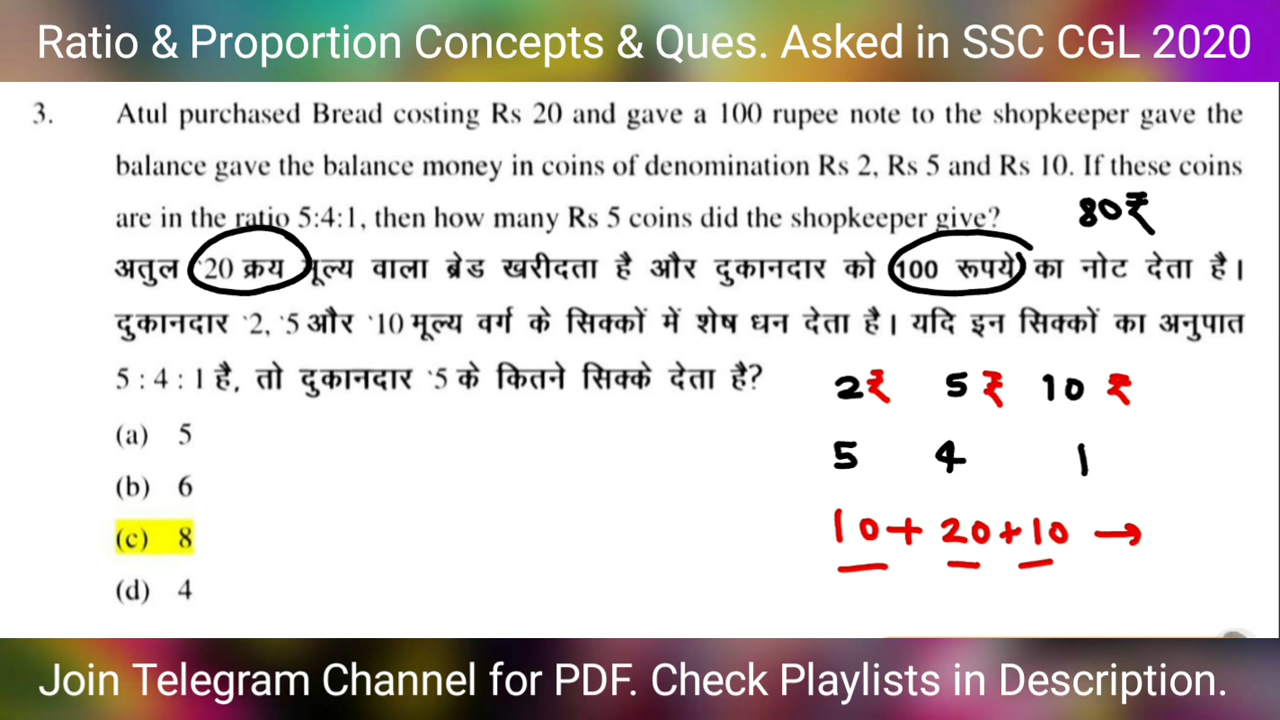 Ratio & Proportion Concepts & Ques. Asked in SSC CGL 2020
3. Atul purchased Bread costing Rs 20 and gave a 100 rupee note to the shopkeeper gave the
balance gave the balance money in coins of denomination Rs 2, Rs 5 and Rs 10. If these coins
are in the ratio 5:4:1, then how many Rs 5 coins did the shopkeeper give?
80₹
अतुल `20 क्रय मूल्य वाला ब्रेड खरीदता है और दुकानदार को 100 रूपये का नोट देता है।
दुकानदार `2, `5 और `10 मूल्य वर्ग के सिक्कों में शेष धन देता है। यदि इन सिक्कों का अनुपात
5 : 4 : 1 है, तो दुकानदार `5 के कितने सिक्के देता है?
2₹ 5₹ 10 ₹
(a) 5
5 4 1
(b) 6
(c) 8
10 + 20 + 10 →
(d) 4
Join Telegram Channel for PDF. Check Playlists in Description.